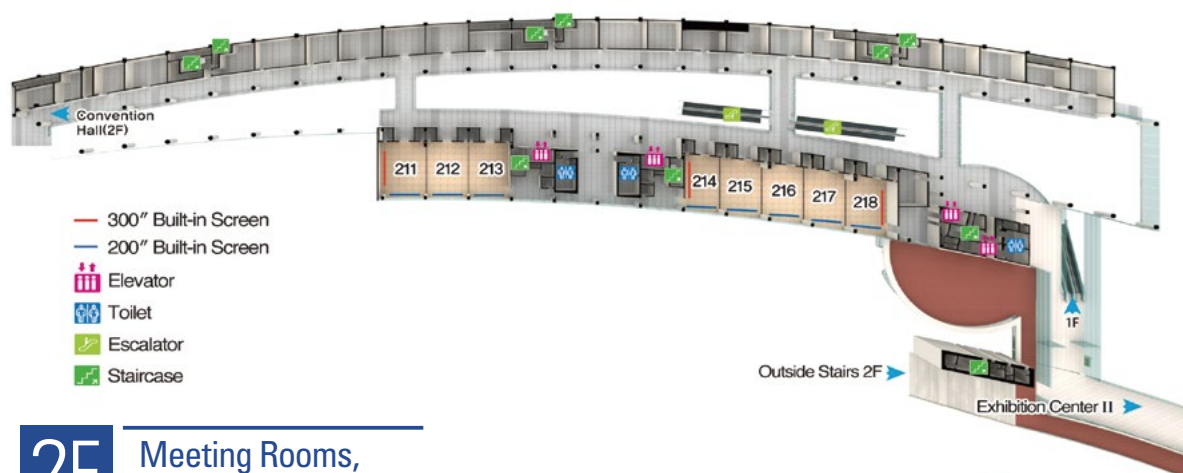 Convention
Hall(2F)
211
212
213
214
215
216
217
218
300" Built-in Screen
200" Built-in Screen
Elevator
Toilet
Escalator
Staircase
1F
Outside Stairs 2F
Exhibition Center II
2F
Meeting Rooms,